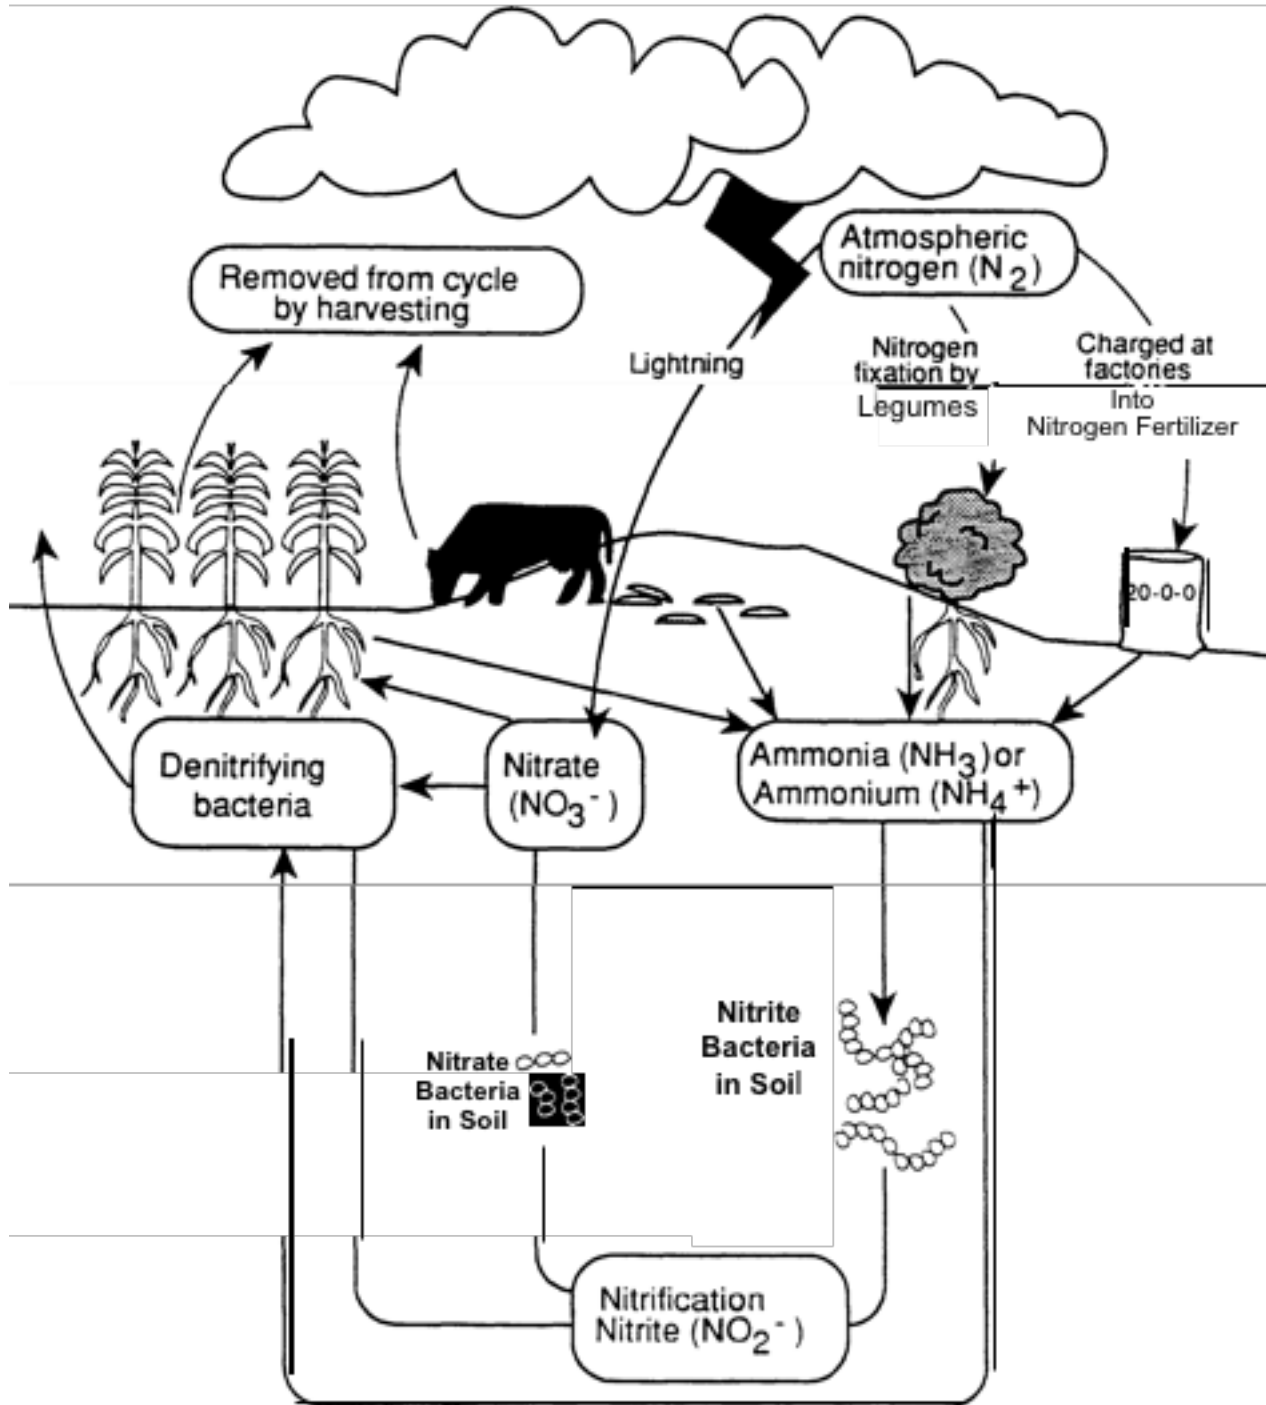 Atmospheric
nitrogen (N2)
Removed from cycle
by harvesting
Lightning
Nitrogen
fixation by
Legumes
Charged at
factories
Into
Nitrogen Fertilizer
20-0-0
Denitrifying
bacteria
Nitrate
(NO3-)
Ammonia (NH3) or
Ammonium (NH4+)
Nitrate
Bacteria
in Soil
Nitrite
Bacteria
in Soil
Nitrification
Nitrite (NO2-)